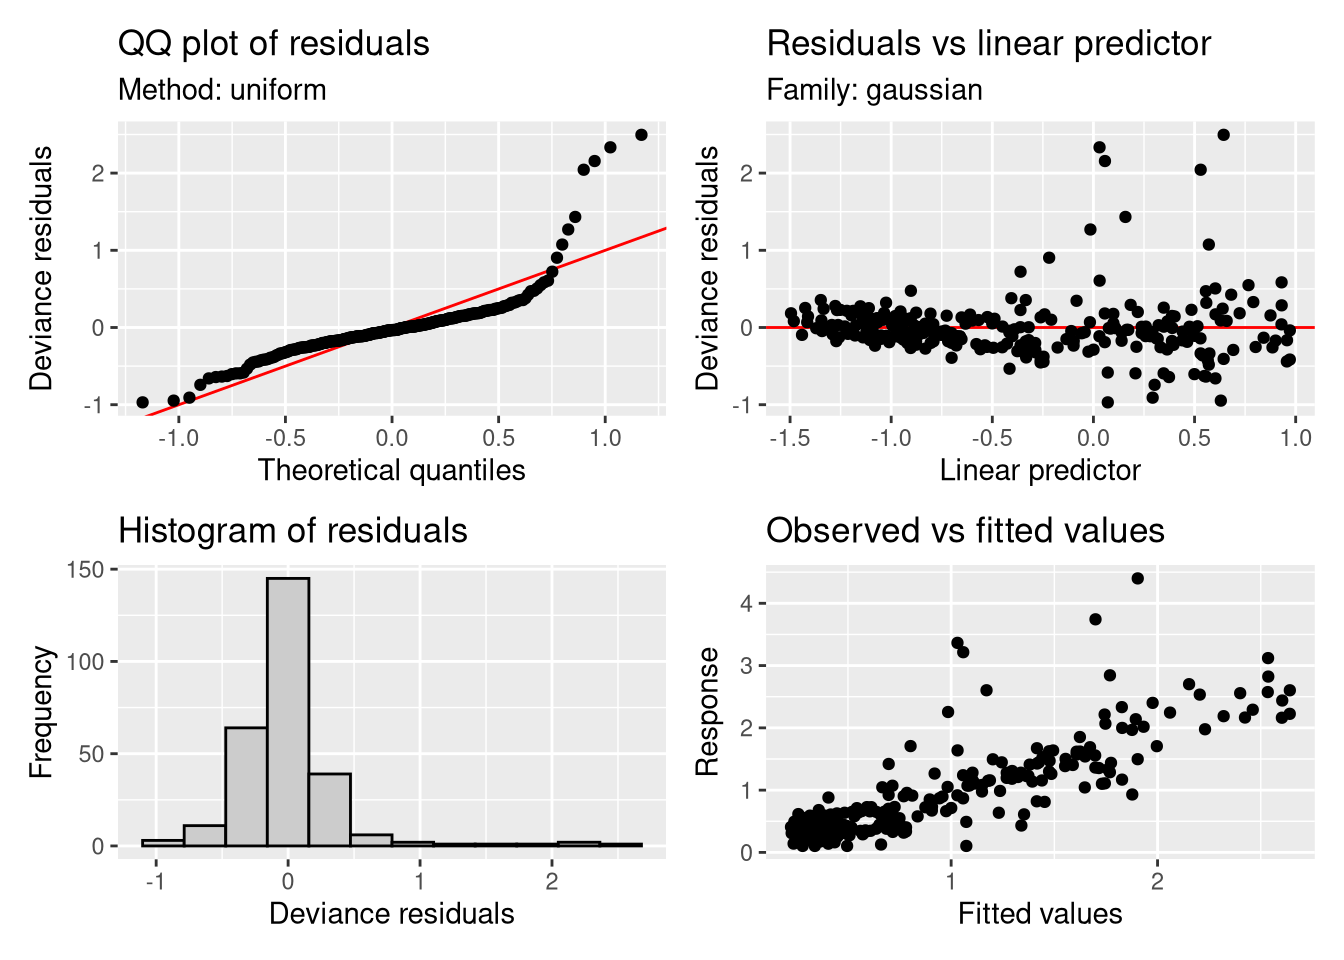 QQ plot of residuals
Method: uniform
Deviance residuals
2
1
0
-1
-1.0 -0.5 0.0 0.5 1.0
Theoretical quantiles
Residuals vs linear predictor
Family: gaussian
Deviance residuals
2
1
0
-1
-1.5 -1.0 -0.5 0.0 0.5 1.0
Linear predictor
Histogram of residuals
Frequency
150
100
50
0
-1 0 1 2
Deviance residuals
Observed vs fitted values
Response
4
3
2
1
0
1 2
Fitted values